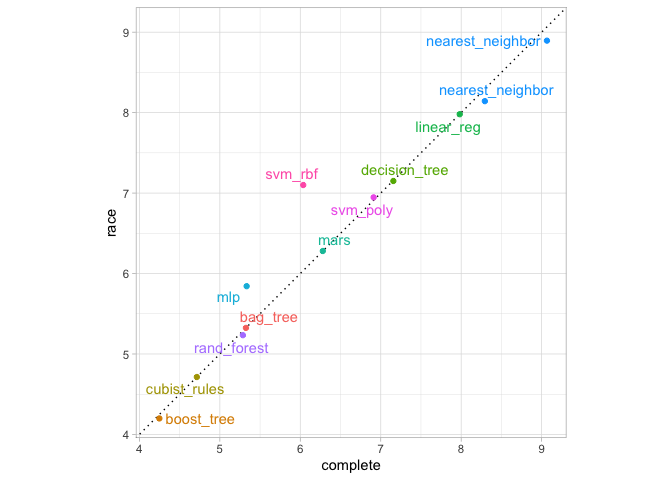 9
nearest_neighbor
nearest_neighbor
8
linear_reg
decision_tree
svm_rbf
7
svm_poly
race
mars
6
mlp
bag_tree
5
rand_forest
cubist_rules
boost_tree
4
4 5 6 7 8 9
complete